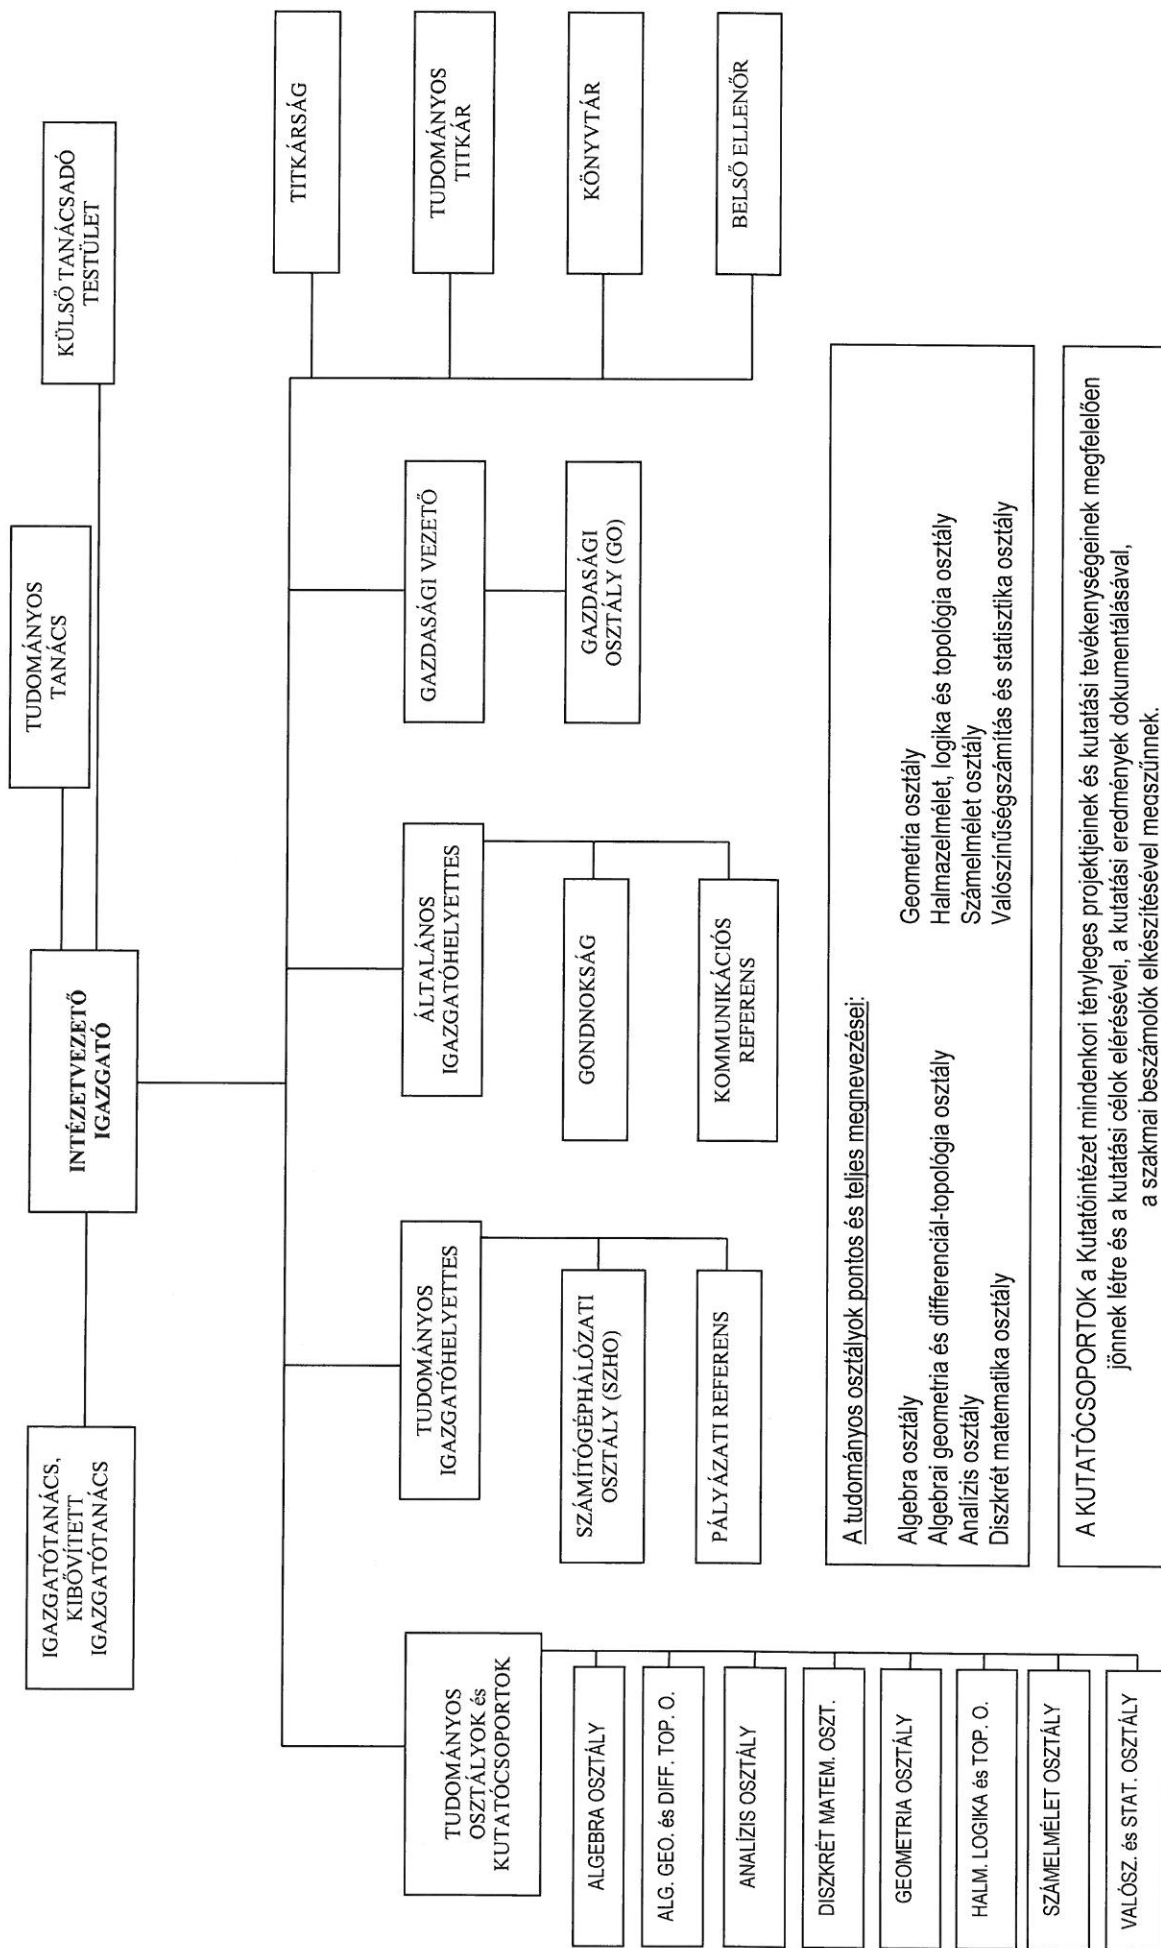 TUDOMÁNYOS
TANÁCS
KÜLSŐ TANÁCSADÓ
TESTÜLET
IGAZGATÓTANÁCS,
KIBŐVÍTETT
IGAZGATÓTANÁCS
INTÉZETVEZETŐ
IGAZGATÓ
TUDOMÁNYOS
OSZTÁLYOK és
KUTATÓCSOPORTOK
ALGEBRA OSZTÁLY
ALG. GEO. és DIFF. TOP. O.
ANALÍZIS OSZTÁLY
DISZKRÉT MATEM. OSZT.
GEOMETRIA OSZTÁLY
HALM. LOGIKA és TOP. O.
SZÁMELMÉLET OSZTÁLY
VALÓSZ. és STAT. OSZTÁLY
TUDOMÁNYOS
IGAZGATÓHELYETTES
SZÁMÍTÓGÉPHÁLÓZATI
OSZTÁLY (SZHO)
PÁLYÁZATI REFERENS
ÁLTALÁNOS
IGAZGATÓHELYETTES
GONDNOKSÁG
KOMMUNIKÁCIÓS
REFERENS
GAZDASÁGI VEZETŐ
GAZDASÁGI
OSZTÁLY (GO)
TITKÁRSÁG
TUDOMÁNYOS
TITKÁR
KÖNYVTÁR
BELSŐ ELLENŐR
A tudományos osztályok pontos és teljes megnevezései:
Algebra osztály
Algebrai geometria és differenciál-topológia osztály
Analízis osztály
Diszkrét matematika osztály
Geometria osztály
Halmazelmélet, logika és topológia osztály
Számelmélet osztály
Valószínűségszámítás és statisztika osztály
A KUTATÓCSOPORTOK a Kutatóintézet mindenkori tényleges projektjeinek és kutatási tevékenységeinek megfelelően
jönnek létre és a kutatási célok elérésével, a kutatási eredmények dokumentálásával,
a szakmai beszámolók elkészítésével megszűnnek.